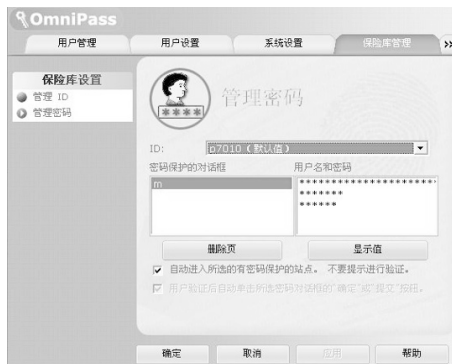 OmniPass
用户管理 用户设置 系统设置 保险库管理
保险库设置
管理 ID
管理密码
管理密码
ID: p7010（默认值）
密码保护的对话框 用户名和密码
m
删除页 显示值
自动进入所选的有密码保护的站点。 不要提示进行验证。
用户验证后自动单击所选密码对话框的“确定”或“提交”按钮。
确定 取消 应用 帮助